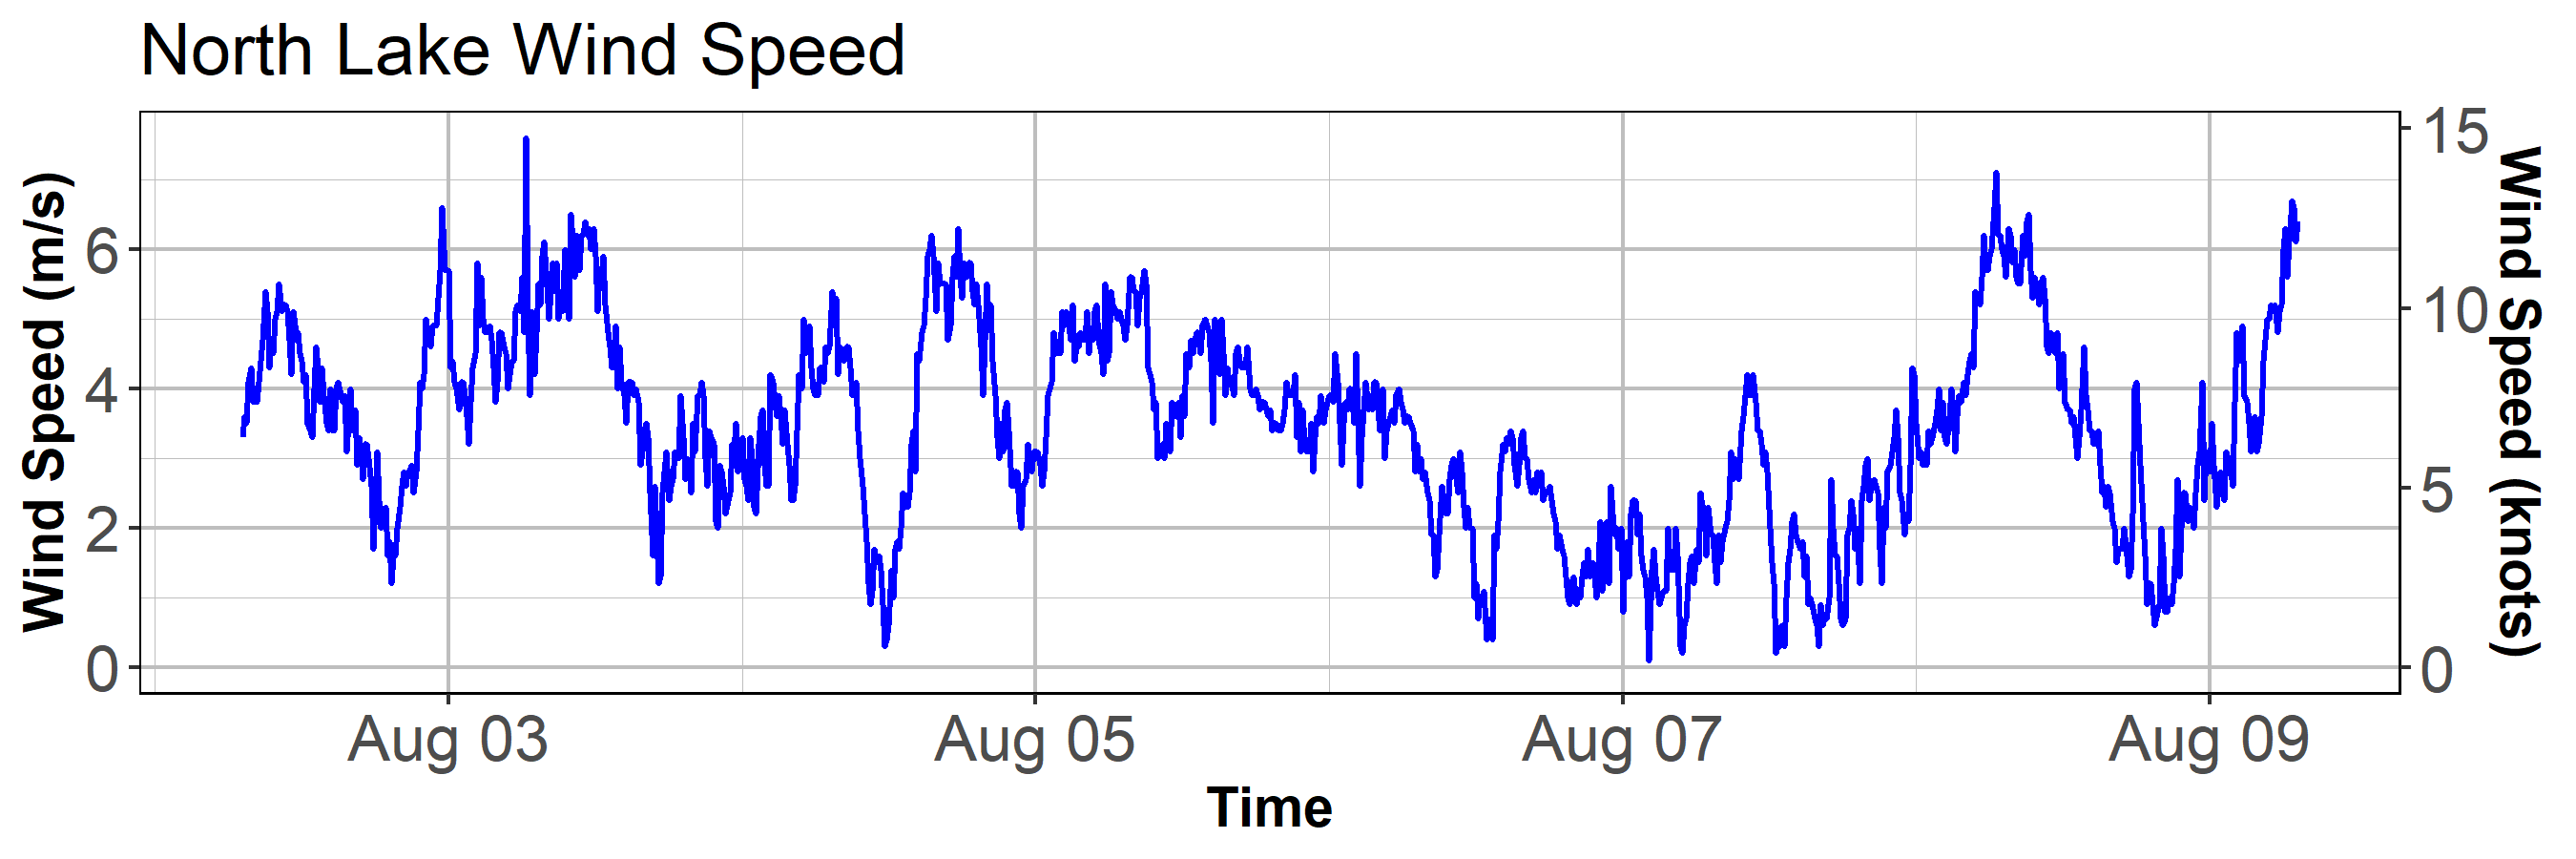 North Lake Wind Speed
Wind Speed (m/s)
6
4
2
0
15
10
5
0
Wind Speed (knots)
Aug 03
Aug 05
Aug 07
Aug 09
Time